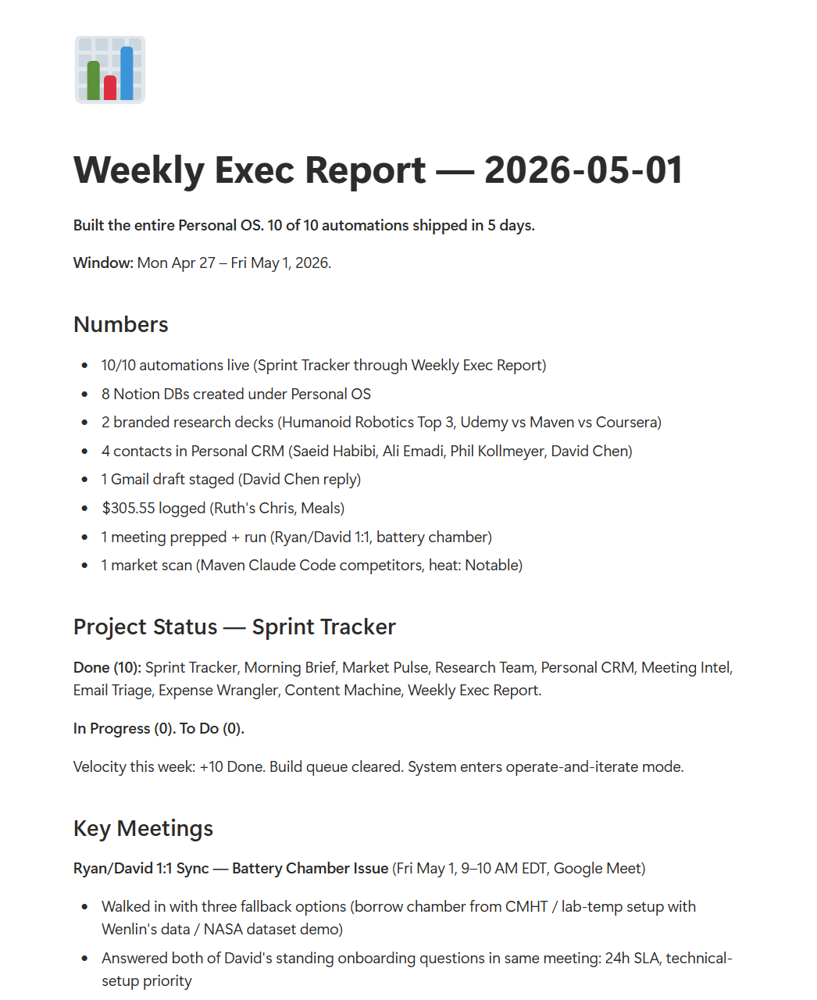 Weekly Exec Report — 2026-05-01
Built the entire Personal OS. 10 of 10 automations shipped in 5 days.
Window: Mon Apr 27 – Fri May 1, 2026.
Numbers
• 10/10 automations live (Sprint Tracker through Weekly Exec Report)
• 8 Notion DBs created under Personal OS
• 2 branded research decks (Humanoid Robotics Top 3, Udemy vs Maven vs Coursera)
• 4 contacts in Personal CRM (Saeid Habibi, Ali Emadi, Phil Kollmeyer, David Chen)
• 1 Gmail draft staged (David Chen reply)
• $305.55 logged (Ruth's Chris, Meals)
• 1 meeting prepped + run (Ryan/David 1:1, battery chamber)
• 1 market scan (Maven Claude Code competitors, heat: Notable)
Project Status — Sprint Tracker
Done (10): Sprint Tracker, Morning Brief, Market Pulse, Research Team, Personal CRM, Meeting Intel,
Email Triage, Expense Wrangler, Content Machine, Weekly Exec Report.
In Progress (0). To Do (0).
Velocity this week: +10 Done. Build queue cleared. System enters operate-and-iterate mode.
Key Meetings
Ryan/David 1:1 Sync — Battery Chamber Issue (Fri May 1, 9–10 AM EDT, Google Meet)
• Walked in with three fallback options (borrow chamber from CMHT / lab-temp setup with
Wenlin's data / NASA dataset demo)
• Answered both of David's standing onboarding questions in same meeting: 24h SLA, technical-
setup priority